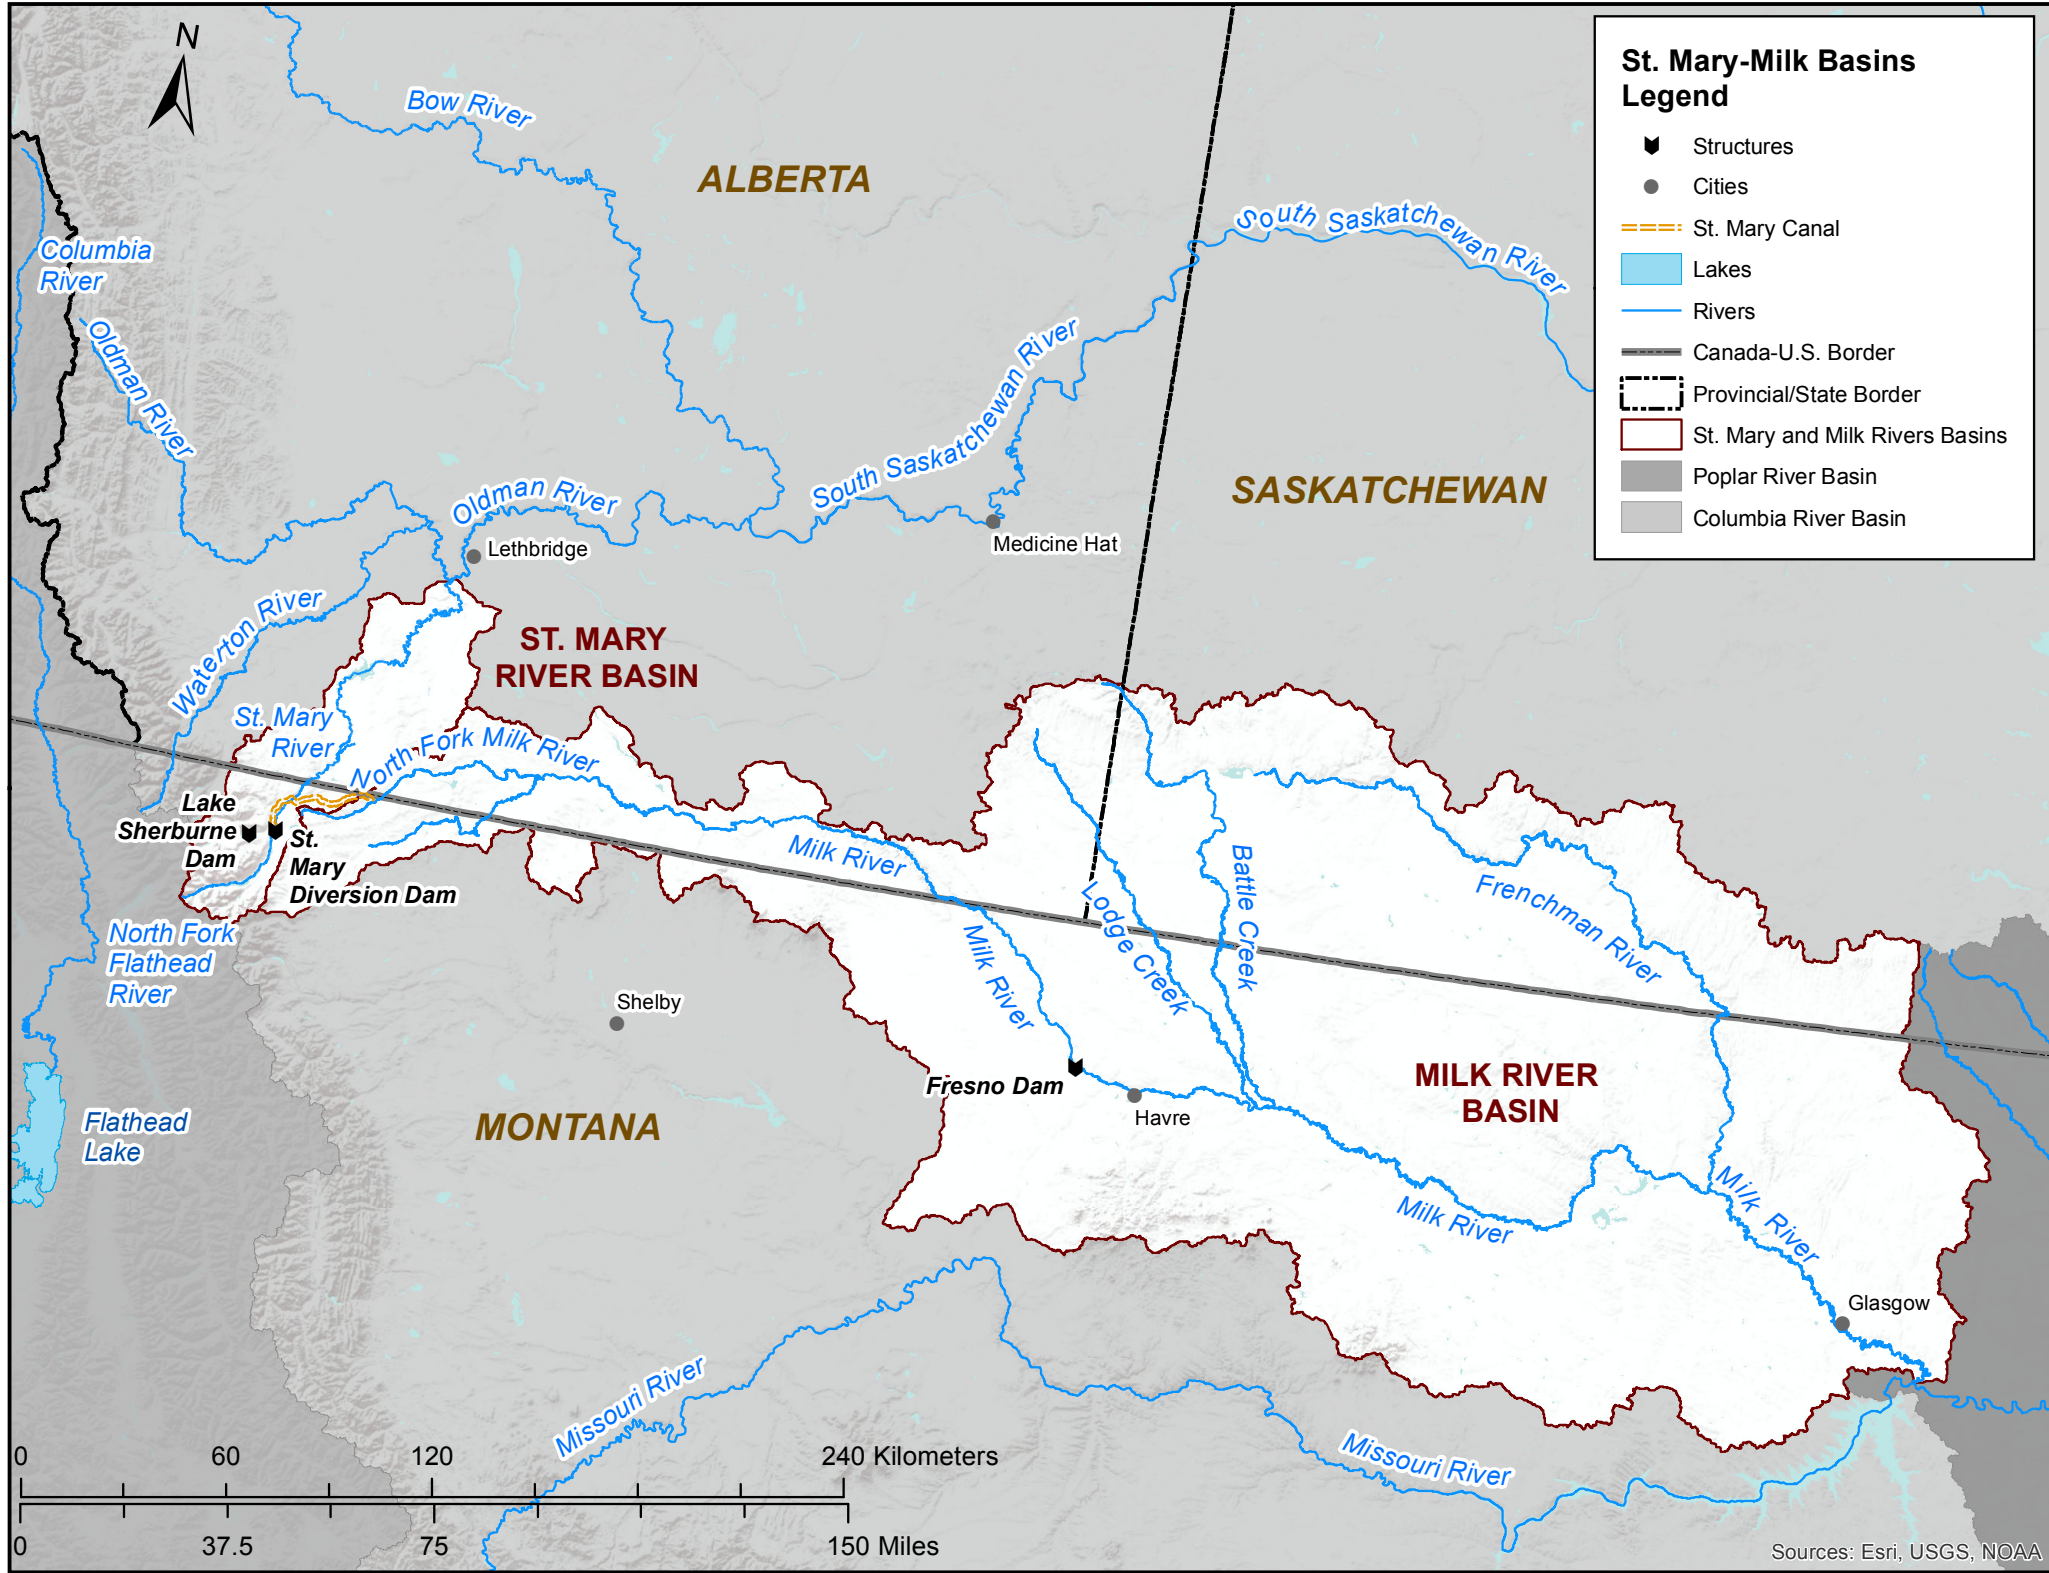 N
Bow River
ALBERTA
Columbia
River
Oldman River
South Saskatchewan River
South Saskatchewan River
Oldman River
SASKATCHEWAN
Lethbridge
Medicine Hat
Waterton River
ST. MARY
RIVER BASIN
St. Mary
River
North Fork Milk River
Lake
Sherburne
Dam
St.
Mary
Diversion Dam
Milk River
Milk River
Lodge Creek
Battle Creek
Frenchman River
North Fork
Flathead
River
Shelby
Fresno Dam
Havre
MILK RIVER
BASIN
MONTANA
Flathead
Lake
Milk River
Milk River
Glasgow
Missouri River
Missouri River
St. Mary-Milk Basins
Legend
Structures
Cities
St. Mary Canal
Lakes
Rivers
Canada-U.S. Border
Provincial/State Border
St. Mary and Milk Rivers Basins
Poplar River Basin
Columbia River Basin
0 60 120 240 Kilometers
0 37.5 75 150 Miles
Sources: Esri, USGS, NOAA